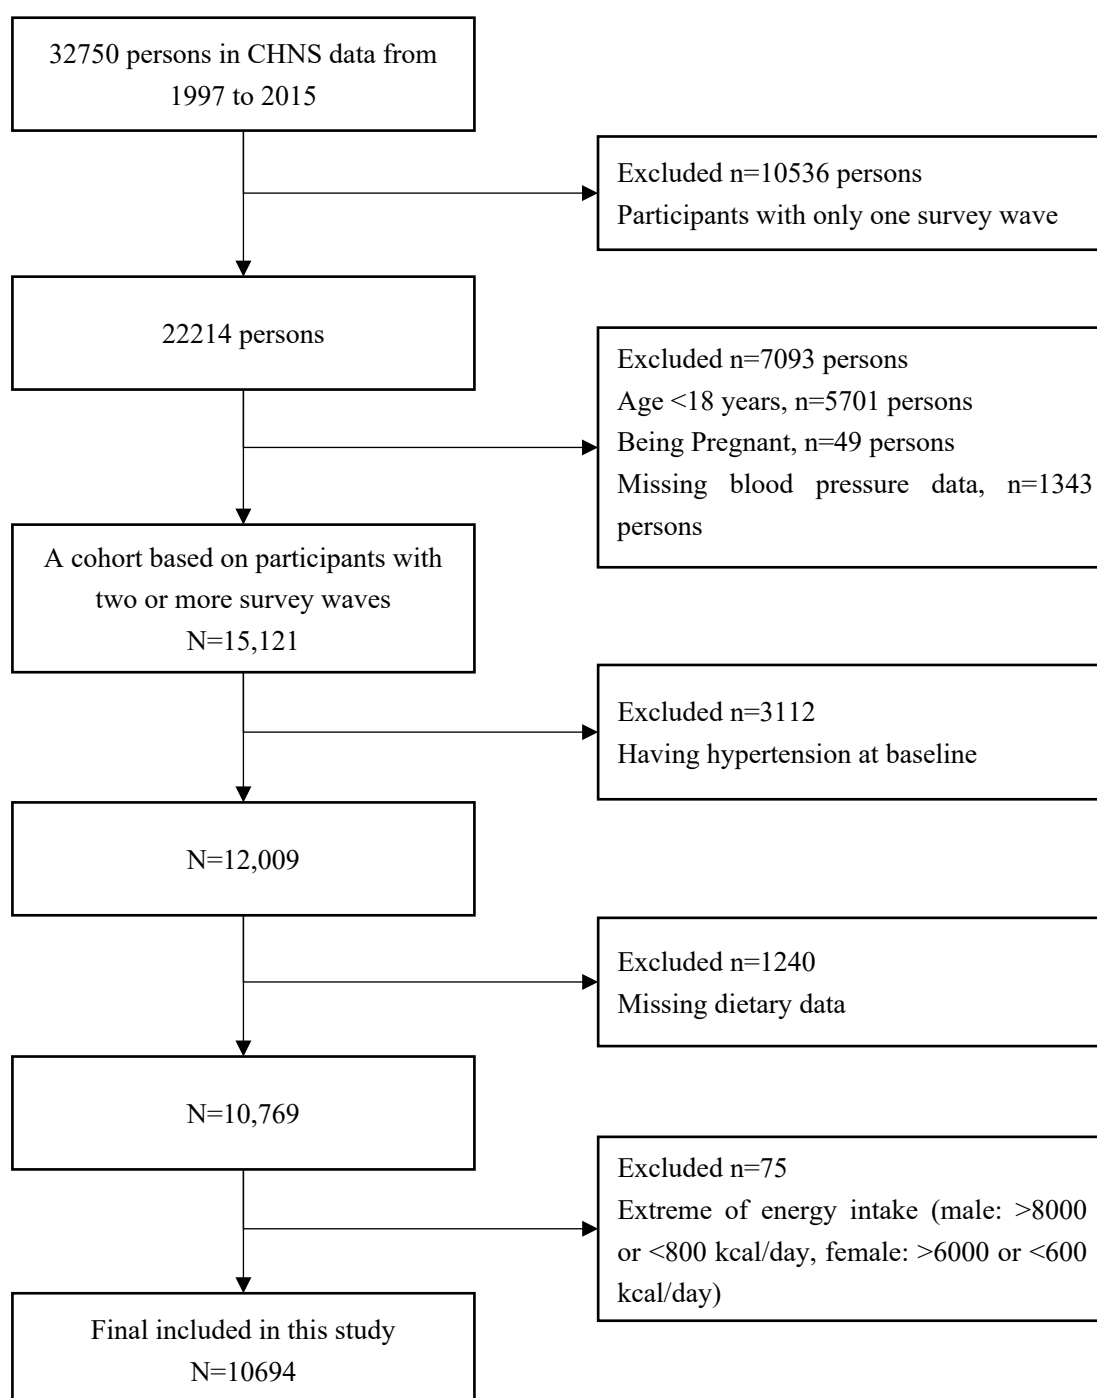 32750 persons in CHNS data from
1997 to 2015
Excluded n=10536 persons
Participants with only one survey wave
22214 persons
Excluded n=7093 persons
Age <18 years, n=5701 persons
Being Pregnant, n=49 persons
Missing blood pressure data, n=1343
persons
A cohort based on participants with
two or more survey waves
N=15,121
Excluded n=3112
Having hypertension at baseline
N=12,009
Excluded n=1240
Missing dietary data
N=10,769
Excluded n=75
Extreme of energy intake (male: >8000
or <800 kcal/day, female: >6000 or <600
kcal/day)
Final included in this study
N=10694